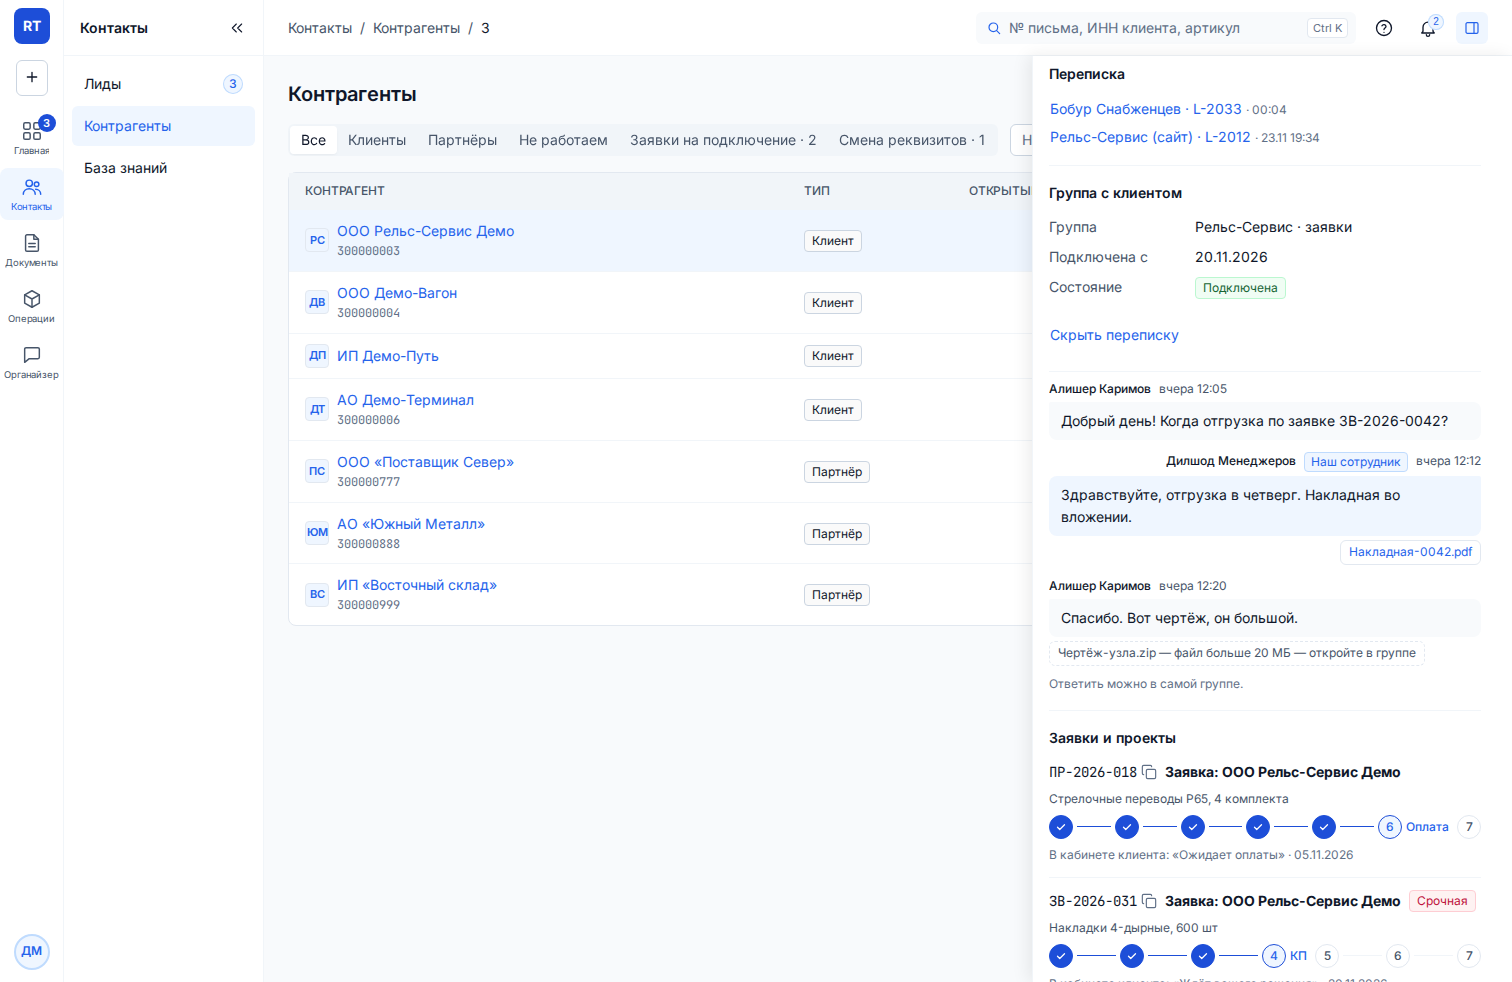 RT
Контакты
Контакты / Контрагенты / 3
№ письма, ИНН клиента, артикул
Ctrl K
2
Главная
3
Контакты
Документы
Операции
Органайзер
ДМ
Лиды
3
Контрагенты
База знаний
Контрагенты
Все
Клиенты
Партнёры
Не работаем
Заявки на подключение · 2
Смена реквизитов · 1
КОНТРАГЕНТ
ТИП
РС
ООО Рельс-Сервис Демо
300000003
Клиент
ДВ
ООО Демо-Вагон
300000004
Клиент
ДП
ИП Демо-Путь
Клиент
ДТ
АО Демо-Терминал
300000006
Клиент
ПС
ООО «Поставщик Север»
300000777
Партнёр
ЮМ
АО «Южный Металл»
300000888
Партнёр
ВС
ИП «Восточный склад»
300000999
Партнёр
Переписка
Бобур Снабженцев · L-2033 · 00:04
Рельс-Сервис (сайт) · L-2012 · 23.11 19:34
Группа с клиентом
Группа
Рельс-Сервис · заявки
Подключена с
20.11.2026
Состояние
Подключена
Скрыть переписку
Алишер Каримов вчера 12:05
Добрый день! Когда отгрузка по заявке ЗВ-2026-0042?
Дилшод Менеджеров Наш сотрудник вчера 12:12
Здравствуйте, отгрузка в четверг. Накладная во
вложении.
Накладная-0042.pdf
Алишер Каримов вчера 12:20
Спасибо. Вот чертёж, он большой.
Чертёж-узла.zip — файл больше 20 МБ — откройте в группе
Ответить можно в самой группе.
Заявки и проекты
ПР-2026-018 Заявка: ООО Рельс-Сервис Демо
Стрелочные переводы Р65, 4 комплекта
6 Оплата 7
В кабинете клиента: «Ожидает оплаты» · 05.11.2026
ЗВ-2026-031 Заявка: ООО Рельс-Сервис Демо Срочная
Накладки 4-дырные, 600 шт
4 КП 5 6 7